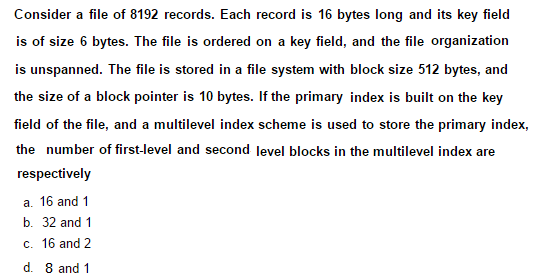 Consider a file of 8192 records. Each record is 16 bytes long and its key field
is of size 6 bytes. The file is ordered on a key field, and the file organization
is unspanned. The file is stored in a file system with block size 512 bytes, and
the size of a block pointer is 10 bytes. If the primary index is built on the key
field of the file, and a multilevel index scheme is used to store the primary index,
the number of first-level and second level blocks in the multilevel index are
respectively
a. 16 and 1
b. 32 and 1
c. 16 and 2
d. 8 and 1